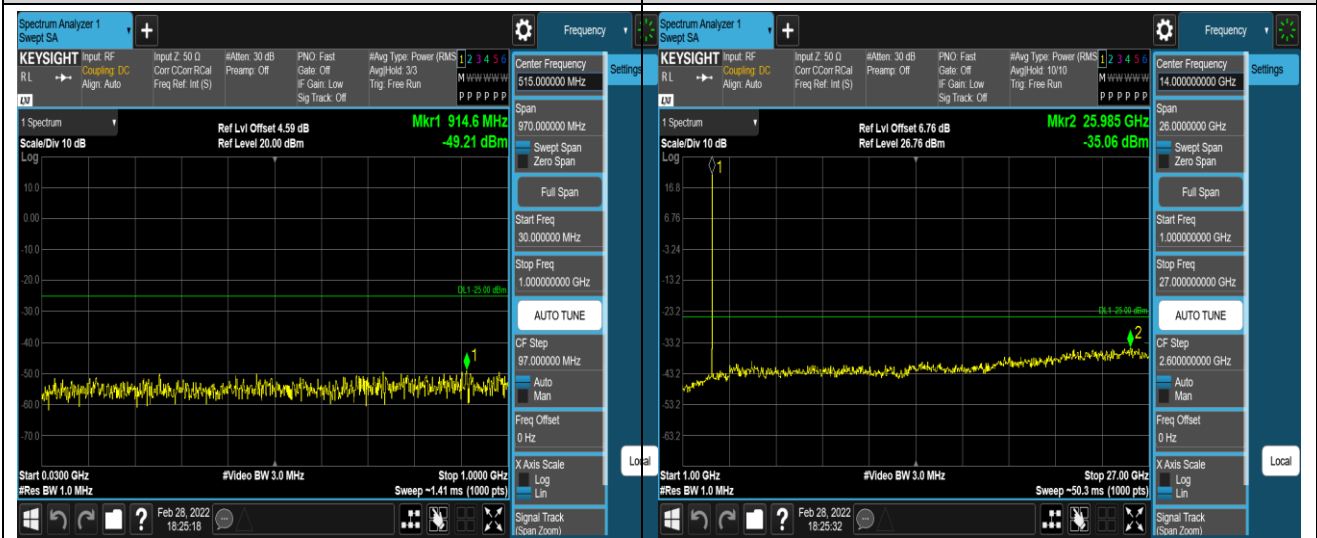 Spectrum Analyzer 1
Swept SA
Frequency
KEYSIGHT
Input: RF
Coupling: DC
Align: Auto
Input Z: 50 Ω
Corr CCorr RCal
Freq Ref: Int (S)
#Atten: 30 dB
Preamp: Off
PNO: Fast
Gate: Off
IF Gain: Low
Sig Track: Off
#Avg Type: Power (RMS
Avg|Hold: 3/3
Trig: Free Run
1 2 3 4 5 6
M W W W W W
P P P P P P
RL
LXI
Center Frequency
515.000000 MHz
Settings
1 Spectrum
Scale/Div 10 dB
Log
Ref Lvl Offset 4.59 dB
Ref Level 20.00 dBm
Mkr1 914.6 MHz
-49.21 dBm
Span
970.000000 MHz
Swept Span
Zero Span
Full Span
Start Freq
30.000000 MHz
Stop Freq
1.000000000 GHz
AUTO TUNE
CF Step
97.000000 MHz
Auto
Man
Freq Offset
0 Hz
X Axis Scale
Log
Lin
Signal Track
(Span Zoom)
Local
10.0
0.00
-10.0
-20.0
DL1 -25.00 dBm
-30.0
-40.0
1
-50.0
-60.0
-70.0
Start 0.0300 GHz
#Res BW 1.0 MHz
#Video BW 3.0 MHz
Stop 1.0000 GHz
Sweep ~1.41 ms (1000 pts)
Feb 28, 2022
18:25:18
Spectrum Analyzer 1
Swept SA
Frequency
KEYSIGHT
Input: RF
Coupling: DC
Align: Auto
Input Z: 50 Ω
Corr CCorr RCal
Freq Ref: Int (S)
#Atten: 30 dB
Preamp: Off
PNO: Fast
Gate: Off
IF Gain: Low
Sig Track: Off
#Avg Type: Power (RMS
Avg|Hold: 10/10
Trig: Free Run
1 2 3 4 5 6
M W W W W W
P P P P P P
RL
LXI
Center Frequency
14.000000000 GHz
Settings
1 Spectrum
Scale/Div 10 dB
Log
Ref Lvl Offset 6.76 dB
Ref Level 26.76 dBm
Mkr2 25.985 GHz
-35.06 dBm
Span
26.0000000 GHz
Swept Span
Zero Span
Full Span
Start Freq
1.000000000 GHz
Stop Freq
27.000000000 GHz
AUTO TUNE
CF Step
2.600000000 GHz
Auto
Man
Freq Offset
0 Hz
X Axis Scale
Log
Lin
Signal Track
(Span Zoom)
Local
1
16.8
6.76
-3.24
-13.2
-23.2
DL1 -25.00 dBm
-33.2
2
-43.2
-53.2
-63.2
Start 1.00 GHz
#Res BW 1.0 MHz
#Video BW 3.0 MHz
Stop 27.00 GHz
Sweep ~50.3 ms (1000 pts)
Feb 28, 2022
18:25:32